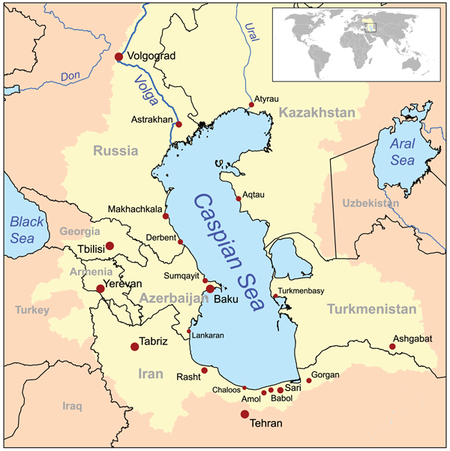 Volgograd
Ural
Don
Volga
Atyrau
Kazakhstan
Astrakhan
Russia
Aral
Sea
Aqtau
Uzbekistan
Makhachkala
Caspian Sea
Black
Sea
Georgia
Tbilisi
Derbent
Armenia
Sumqayit
Yerevan
Azerbaijan
Baku
Turkmenbasy
Turkey
Turkmenistan
Lankaran
Tabriz
Ashgabat
Iran
Rasht
Gorgan
Chaloos
Sari
Amol
Babol
Iraq
Tehran